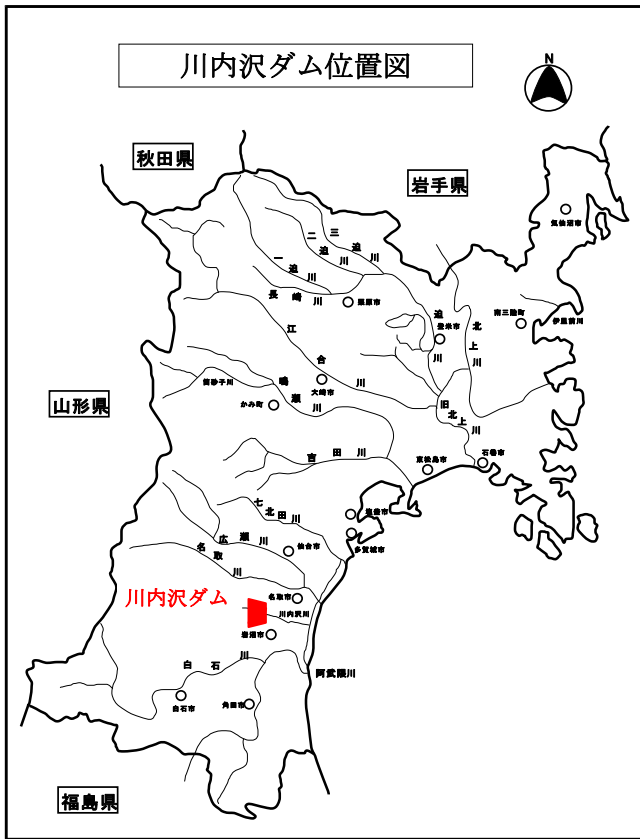 川内沢ダム位置図
N
秋田県
岩手県
気仙沼市
三迫川
二迫川
一迫川
長崎川
栗原市
迫川
登米市
北上川
南三陸町
伊里前川
江合川
鳴瀬川
大崎市
かみ町
山形県
旧北上川
吉田川
東松島市
石巻市
七北田川
塩釜市
多賀城市
広瀬川
仙台市
名取川
川内沢ダム
名取市
川内沢川
岩沼市
白石川
阿武隈川
白石市
角田市
福島県